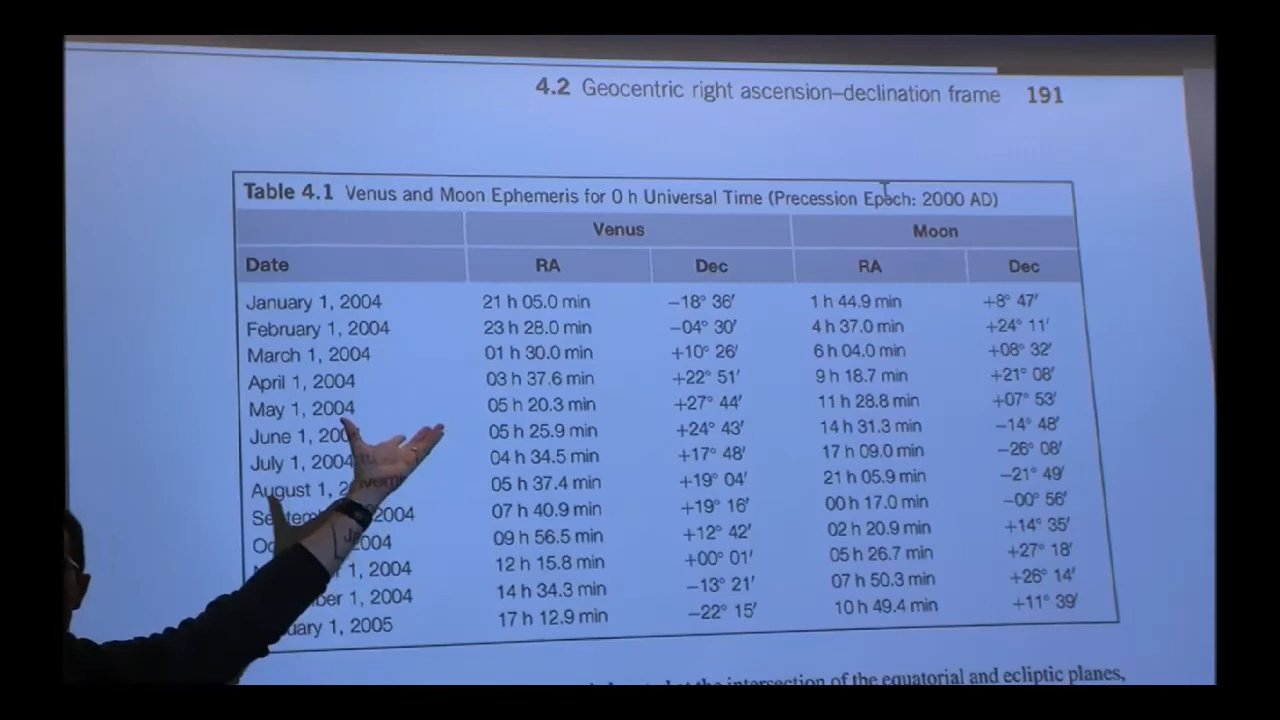 4.2 Geocentric right ascension–declination frame 191
Table 4.1 Venus and Moon Ephemeris for 0 h Universal Time (Precession Epoch: 2000 AD)
Venus Moon
Date RA Dec RA Dec
January 1, 2004 21 h 05.0 min −18° 36′ 1 h 44.9 min +8° 47′
February 1, 2004 23 h 28.0 min −04° 30′ 4 h 37.0 min +24° 11′
March 1, 2004 01 h 30.0 min +10° 26′ 6 h 04.0 min +08° 32′
April 1, 2004 03 h 37.6 min +22° 51′ 9 h 18.7 min +21° 08′
May 1, 2004 05 h 20.3 min +27° 44′ 11 h 28.8 min +07° 53′
June 1, 200 05 h 25.9 min +24° 43′ 14 h 31.3 min −14° 48′
July 1, 2004 04 h 34.5 min +17° 48′ 17 h 09.0 min −26° 08′
August 1, 2 05 h 37.4 min +19° 04′ 21 h 05.9 min −21° 49′
2004 07 h 40.9 min +19° 16′ 00 h 17.0 min −00° 56′
2004 09 h 56.5 min +12° 42′ 02 h 20.9 min +14° 35′
1, 2004 12 h 15.8 min +00° 01′ 05 h 26.7 min +27° 18′
ber 1, 2004 14 h 34.3 min −13° 21′ 07 h 50.3 min +26° 14′
uary 1, 2005 17 h 12.9 min −22° 15′ 10 h 49.4 min +11° 39′
at the intersection of the equatorial and ecliptic planes,